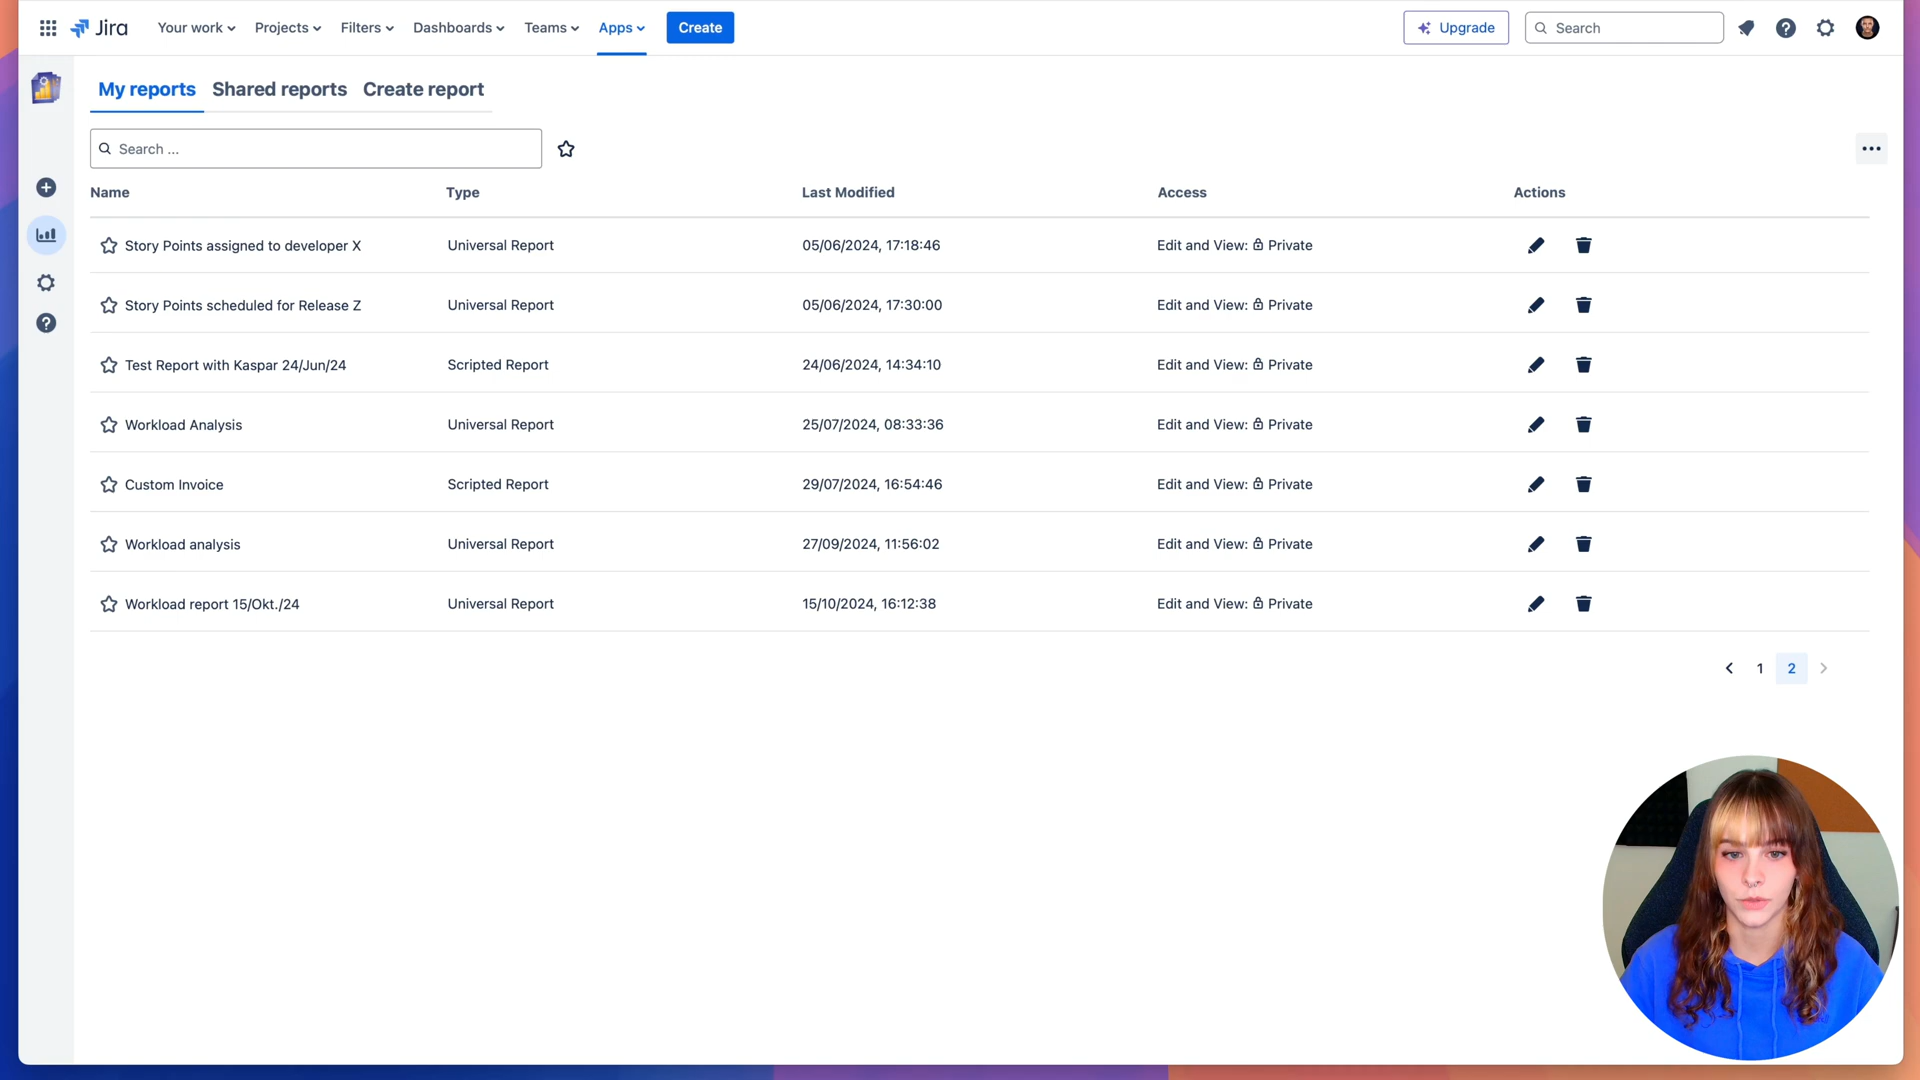 Jira Your work Projects Filters Dashboards Teams Apps Create Upgrade Search
My reports Shared reports Create report
Search ...
Name Type Last Modified Access Actions
Story Points assigned to developer X Universal Report 05/06/2024, 17:18:46 Edit and View: Private
Story Points scheduled for Release Z Universal Report 05/06/2024, 17:30:00 Edit and View: Private
Test Report with Kaspar 24/Jun/24 Scripted Report 24/06/2024, 14:34:10 Edit and View: Private
Workload Analysis Universal Report 25/07/2024, 08:33:36 Edit and View: Private
Custom Invoice Scripted Report 29/07/2024, 16:54:46 Edit and View: Private
Workload analysis Universal Report 27/09/2024, 11:56:02 Edit and View: Private
Workload report 15/Okt./24 Universal Report 15/10/2024, 16:12:38 Edit and View: Private
1 2